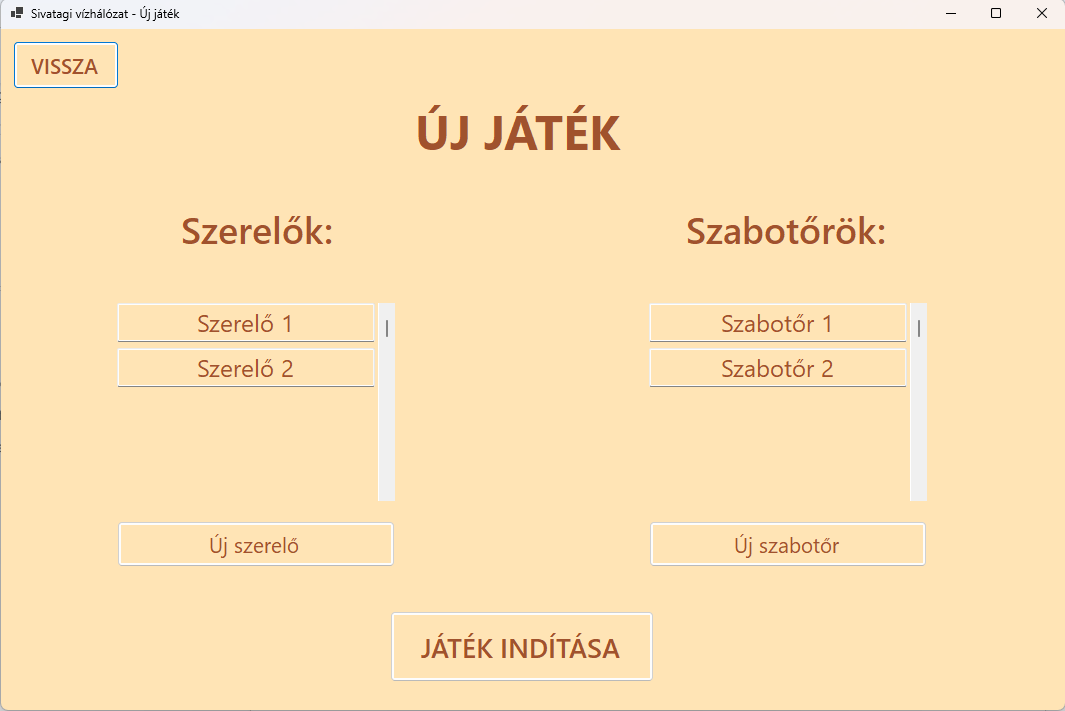 Sivatagi vízhálózat - Új játék
VISSZA
ÚJ JÁTÉK
Szerelők:
Szerelő 1
Szerelő 2
Új szerelő
Szabotőrök:
Szabotőr 1
Szabotőr 2
Új szabotőr
JÁTÉK INDÍTÁSA